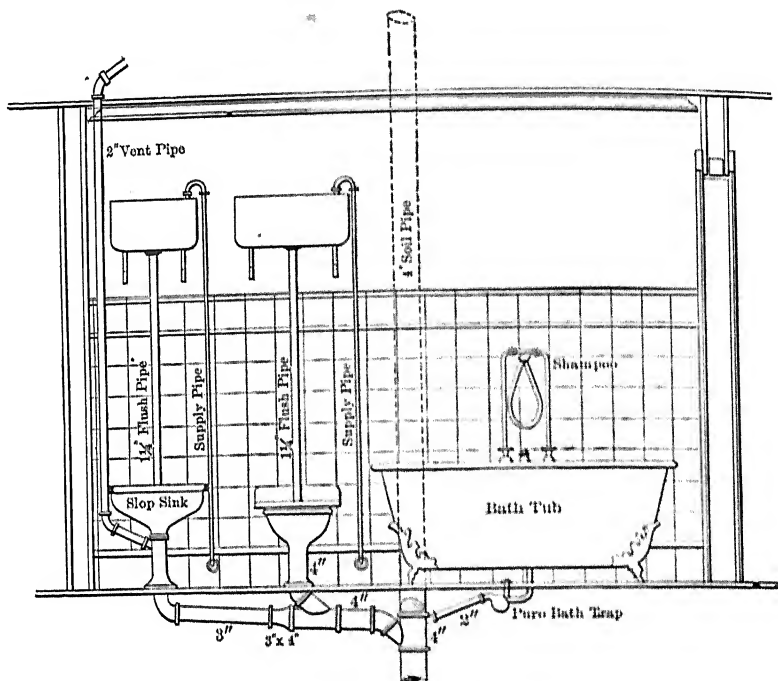 2" Vent Pipe
4" Soil Pipe
1¼" Flush Pipe
Supply Pipe
1¼" Flush Pipe
Supply Pipe
Shampoo
Slop Sink
Bath Tub
4"
3"
3" x 4"
4"
4"
2"
Puro Bath Trap